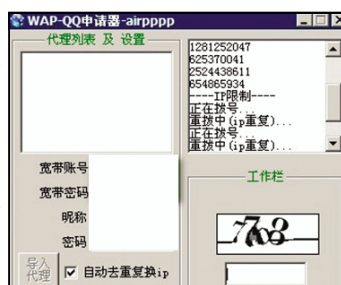 WAP-QQ申请器-airpppp
代理列表 及 设置
1281252047
625370041
2524438611
654865934
----IP限制----
正在拨号...
重拨中(ip重复)...
正在拨号...
重拨中(ip重复)...
宽带账号
宽带密码
昵称
密码
导入
代理
自动去重复换ip
工作栏
7768